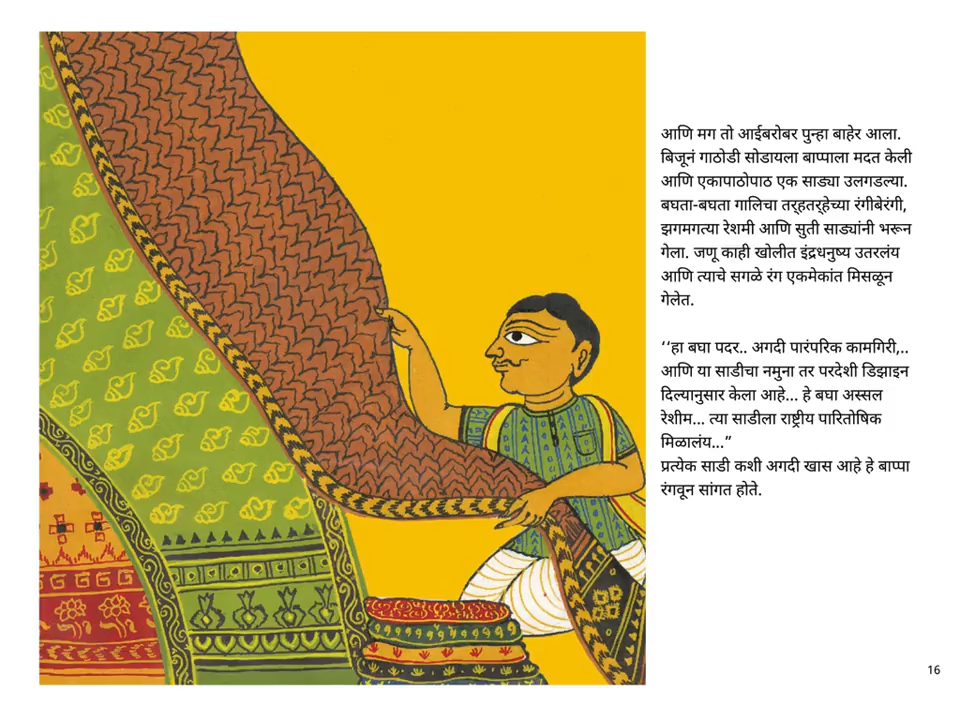 आणि मग तो आईबरोबर पुन्हा बाहेर आला.
बिजूनं गाठोडी सोडायला बाप्पाला मदत केली
आणि एकापाठोपाठ एक साड्या उलगडल्या.
बघता-बघता गालिचा तऱ्हतऱ्हेच्या रंगीबेरंगी,
झगमगत्या रेशमी आणि सुती साड्यांनी भरून
गेला. जणू काही खोलीत इंद्रधनुष्य उतरलंय
आणि त्याचे सगळे रंग एकमेकांत मिसळून
गेलेत.
‘‘हा बघा पदर.. अगदी पारंपरिक कामगिरी,..
आणि या साडीचा नमुना तर परदेशी डिझाइन
दिल्यानुसार केला आहे... हे बघा अस्सल
रेशीम... त्या साडीला राष्ट्रीय पारितोषिक
मिळालंय...”
प्रत्येक साडी कशी अगदी खास आहे हे बाप्पा
रंगवून सांगत होते.
16